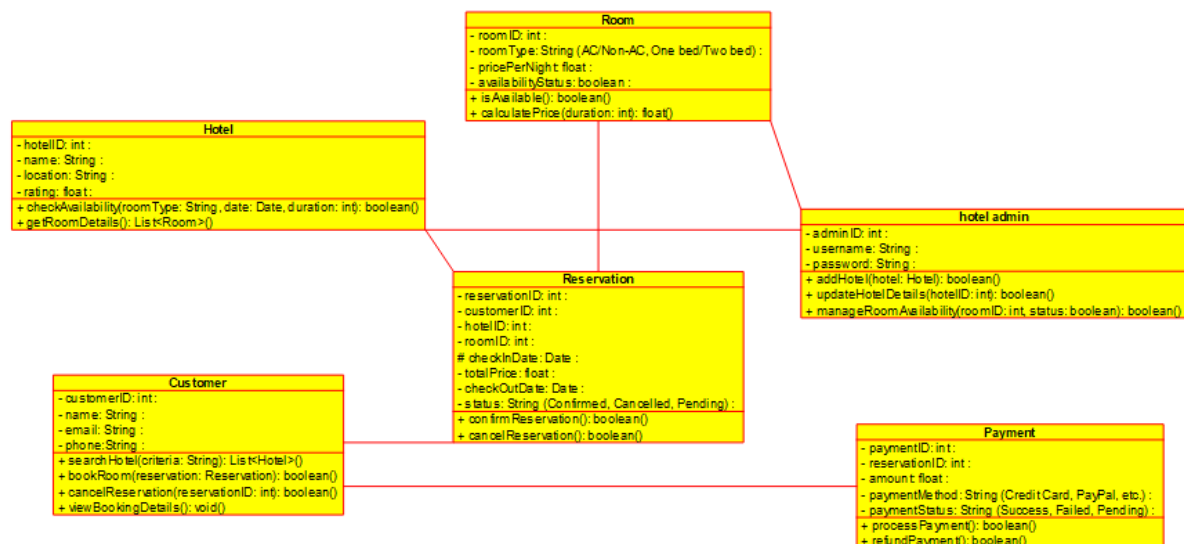 Room
- roomID: int :
- roomType: String (AC/Non-AC, One bed/Two bed) :
- pricePerNight: float :
- availabilityStatus: boolean :
+ isAvailable(): boolean()
+ calculatePrice(duration: int): float()
Hotel
- hotelID: int :
- name: String :
- location: String :
- rating: float :
+ checkAvailability(roomType: String, date: Date, duration: int): boolean()
+ getRoomDetails(): List<Room>()
hotel admin
- adminID: int :
- username: String :
- password: String :
+ addHotel(hotel: Hotel): boolean()
+ updateHotelDetails(hotelID: int): boolean()
+ manageRoomAvailability(roomID: int, status: boolean): boolean()
Reservation
- reservationID: int :
- customerID: int :
- hotelID: int :
- roomID: int :
# checkInDate: Date :
- totalPrice: float :
- checkOutDate: Date :
- status: String (Confirmed, Cancelled, Pending) :
+ confirmReservation(): boolean()
+ cancelReservation(): boolean()
Customer
- customerID: int :
- name: String :
- email: String :
- phone:String :
+ searchHotel(criteria: String): List<Hotel>()
+ bookRoom(reservation: Reservation): boolean()
+ cancelReservation(reservationID: int): boolean()
+ viewBookingDetails(): void()
Payment
- paymentID: int :
- reservationID: int :
- amount: float :
- paymentMethod: String (Credit Card, PayPal, etc.) :
- paymentStatus: String (Success, Failed, Pending) :
+ processPayment(): boolean()
+ refundPayment(): boolean()